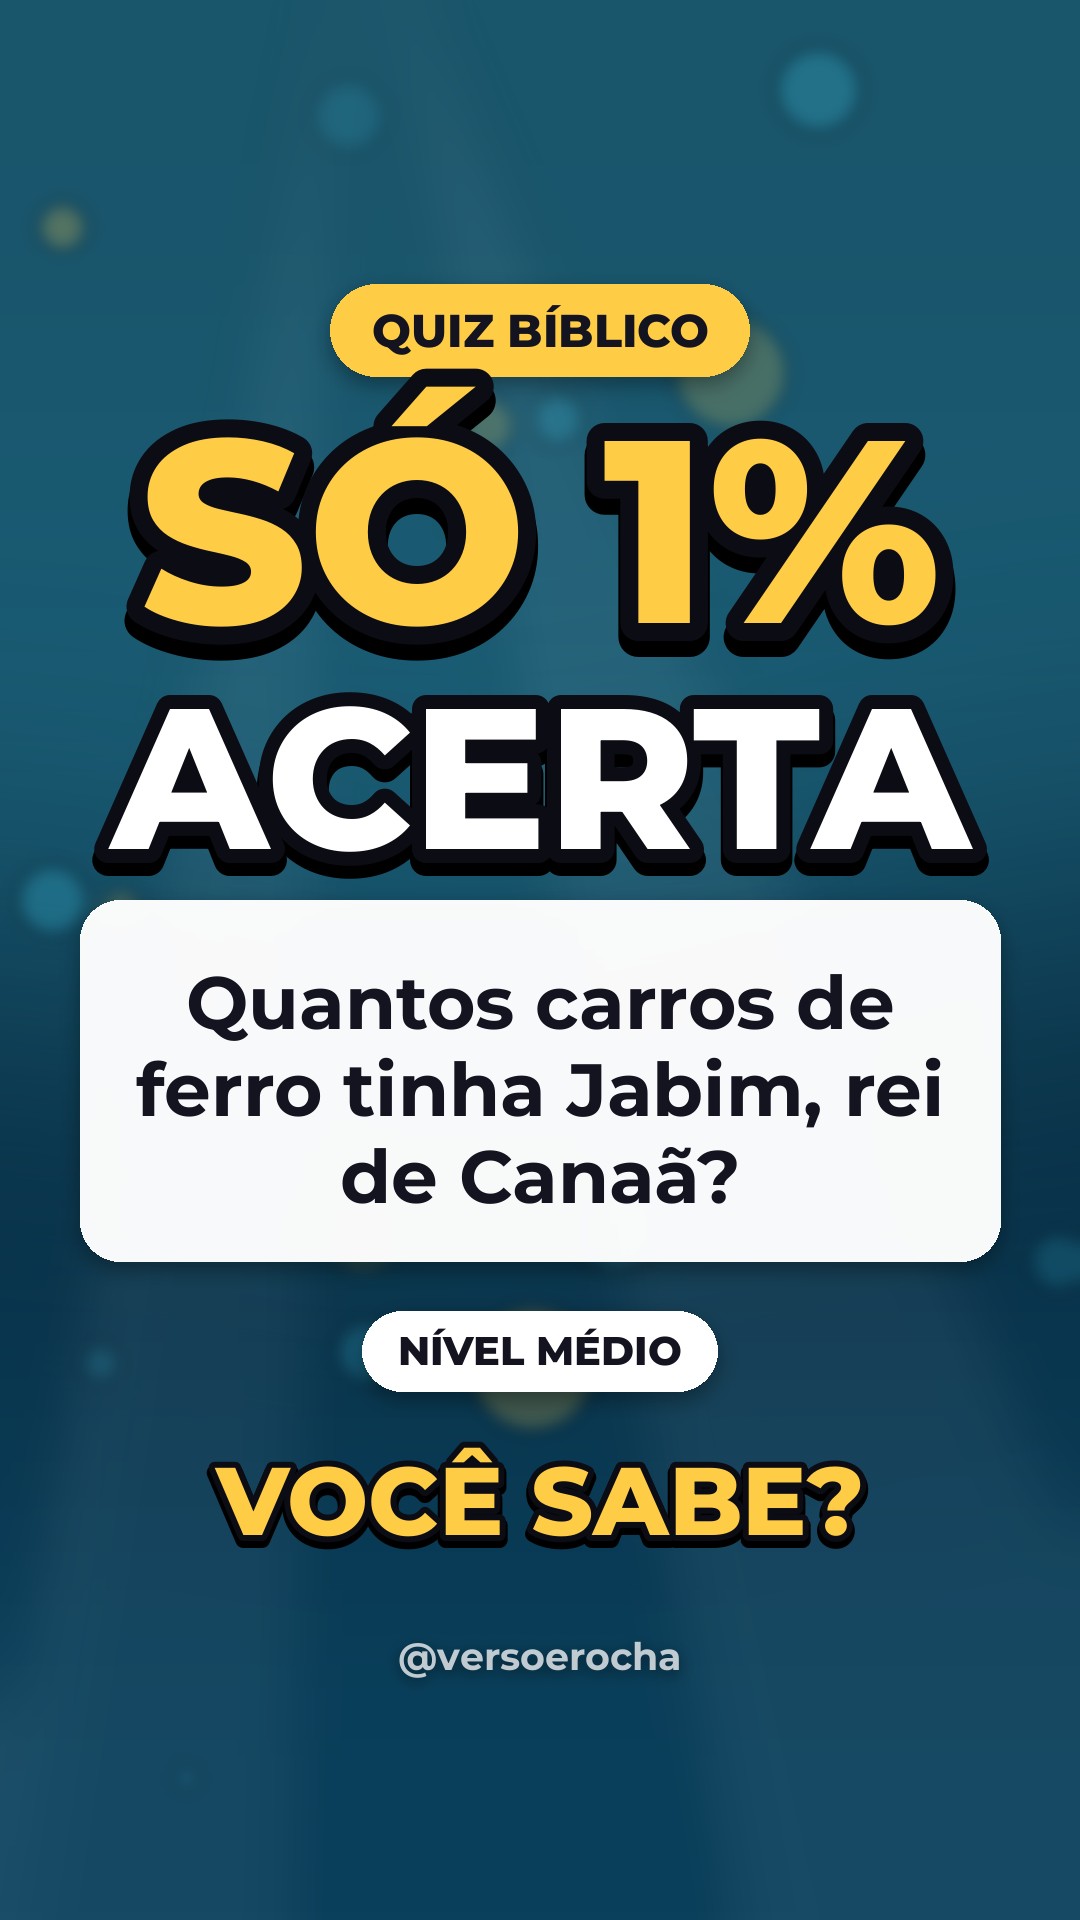 QUIZ BÍBLICO
SÓ 1%
ACERTA
Quantos carros de
ferro tinha Jabim, rei
de Canaã?
NÍVEL MÉDIO
VOCÊ SABE?
@versoerocha